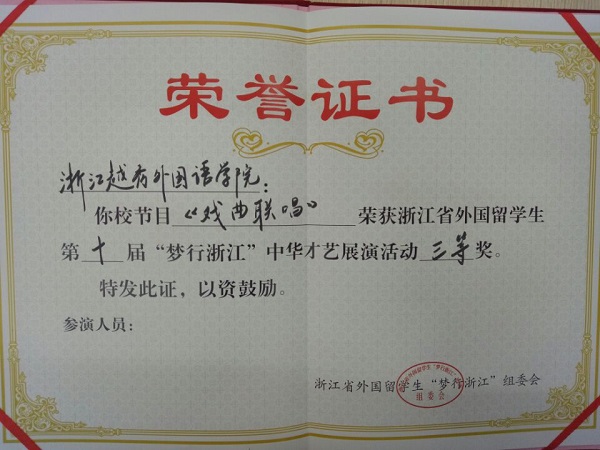 荣誉证书
浙江越秀外国语学院：
你校节目《戏曲联唱》荣获浙江省外国留学生
第十届“梦行浙江”中华才艺展演活动三等奖。
特发此证，以资鼓励。
参演人员：
浙江省外国留学生“梦行浙江”组委会
组委会